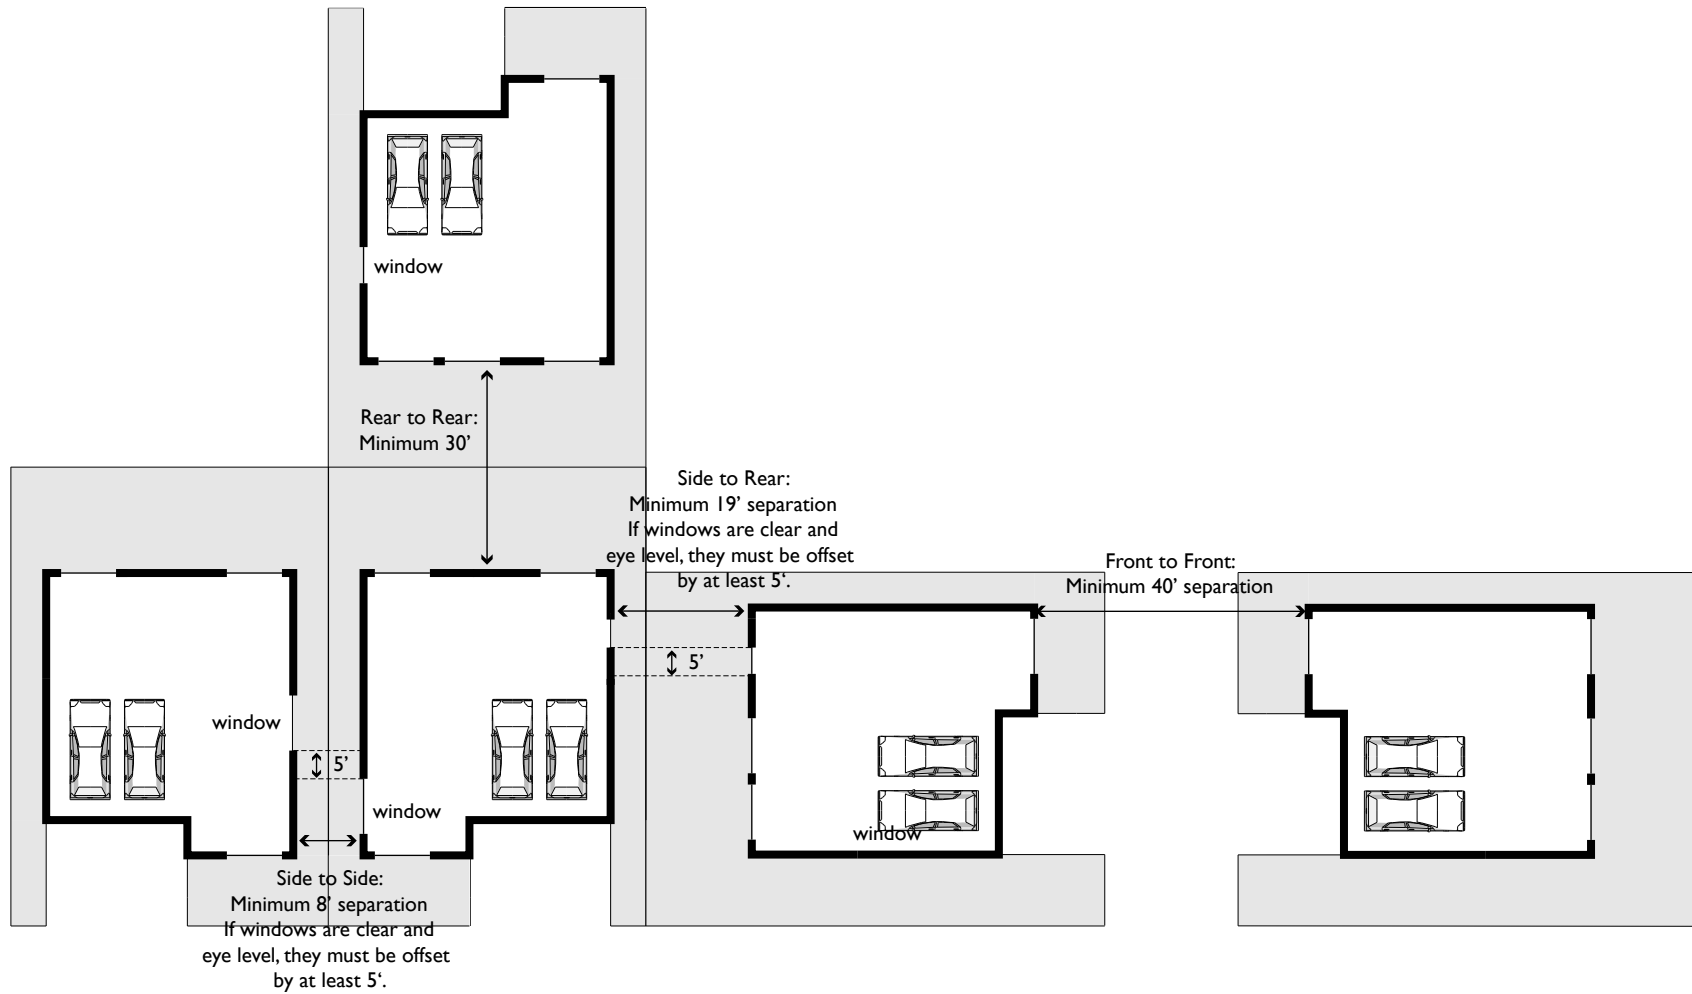 window
Rear to Rear:
Minimum 30’
Side to Rear:
Minimum 19’ separation
If windows are clear and
eye level, they must be offset
by at least 5‘.
Front to Front:
Minimum 40’ separation
5’
window
5’
window
window
Side to Side:
Minimum 8’ separation
If windows are clear and
eye level, they must be offset
by at least 5‘.